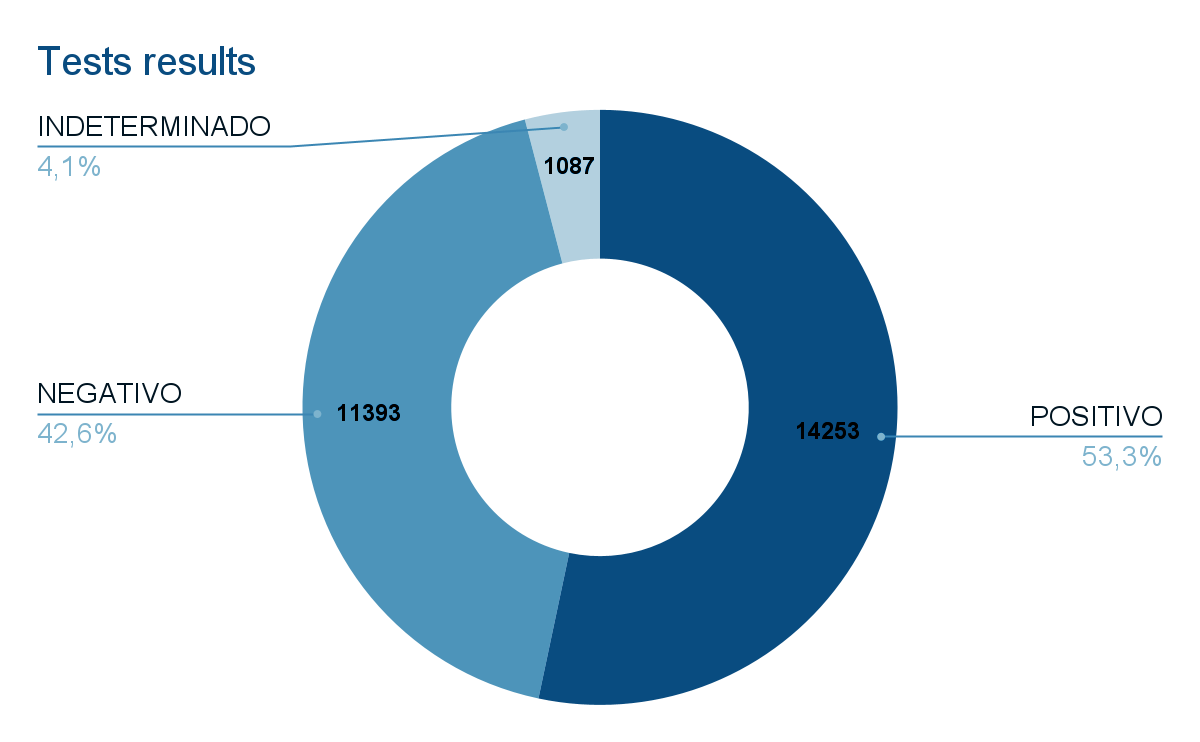 Tests results
INDETERMINADO
4,1%
1087
NEGATIVO
42,6%
11393
14253
POSITIVO
53,3%